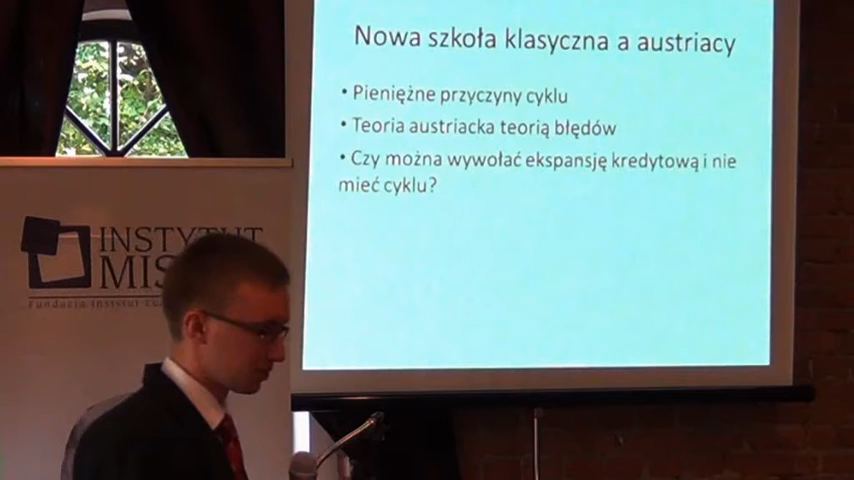 Nowa szkoła klasyczna a austriacy
• Pieniężne przyczyny cyklu
• Teoria austriacka teorią błędów
• Czy można wywołać ekspansję kredytową i nie
mieć cyklu?
INSTYTUT
Fundacja Instytut